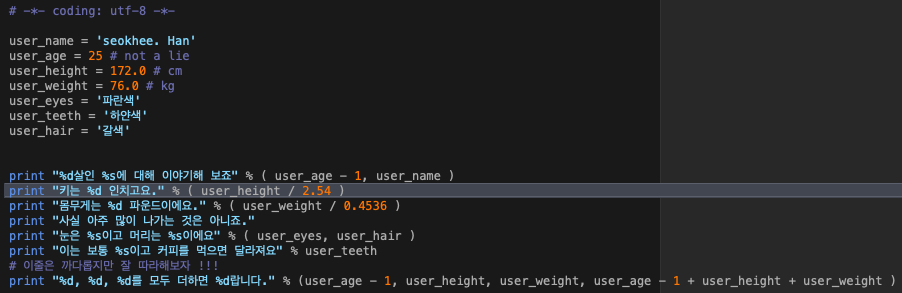 # -*- coding: utf-8 -*-
user_name = 'seokhee. Han'
user_age = 25 # not a lie
user_height = 172.0 # cm
user_weight = 76.0 # kg
user_eyes = '파란색'
user_teeth = '하얀색'
user_hair = '갈색'
print "%d살인 %s에 대해 이야기해 보죠" % ( user_age - 1, user_name )
print "키는 %d 인치고요." % ( user_height / 2.54 )
print "몸무게는 %d 파운드이에요." % ( user_weight / 0.4536 )
print "사실 아주 많이 나가는 것은 아니죠."
print "눈은 %s이고 머리는 %s이에요" % ( user_eyes, user_hair )
print "이는 보통 %s이고 커피를 먹으면 달라져요" % user_teeth
# 이줄은 까다롭지만 잘 따라해보자 !!!
print "%d, %d, %d를 모두 더하면 %d랍니다." % (user_age - 1, user_height, user_weight, user_age - 1 + user_height + user_weight )